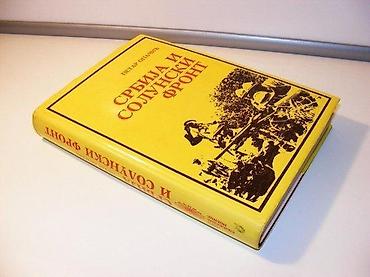 ПЕТАР ОПАЧИЋ
СРБИЈА И
СОЛУНСКИ
ФРОНТ
И СОЛУНСКИ ФРОНТ